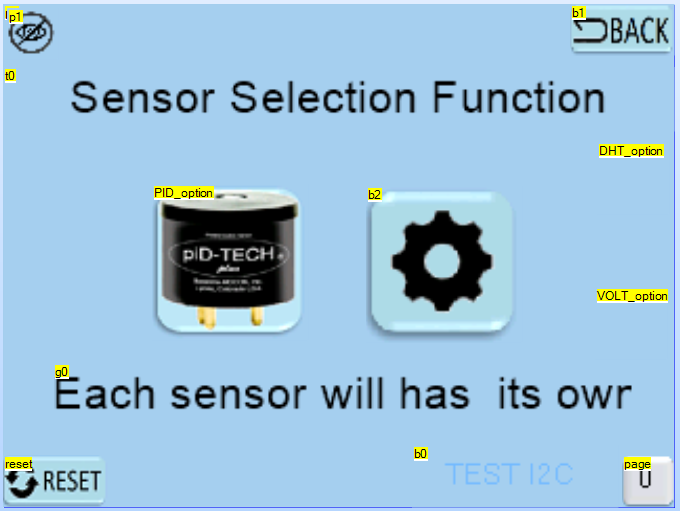 p1
b1
BACK
t0
Sensor Selection Function
DHT_option
PID_option
b2
piD-TECH
plus
VOLT_option
g0
Each sensor will has its own
b0
reset
RESET
TEST I2C
page
U